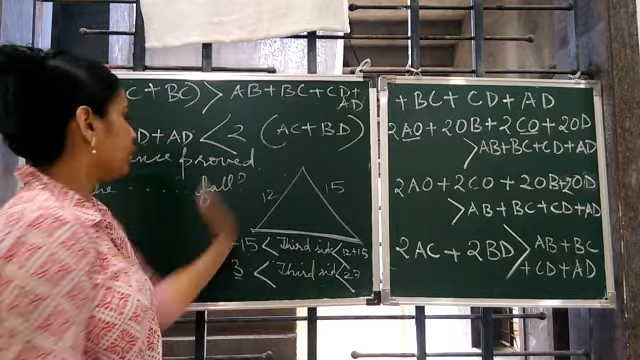 C + BC) > AB + BC + CD +
AD
D + AD < 2 (AC + BD)
proved
he ...... fall?
12 15
-15 < Third side < 12+15
3 < Third side <
+ BC + CD + AD
2AO + 2OB + 2CO + 2OD
> AB + BC + CD + AD
2AO + 2CO + 2OB + 2OD
> AB + BC + CD + AD
2AC + 2BD > AB + BC
+ CD + AD